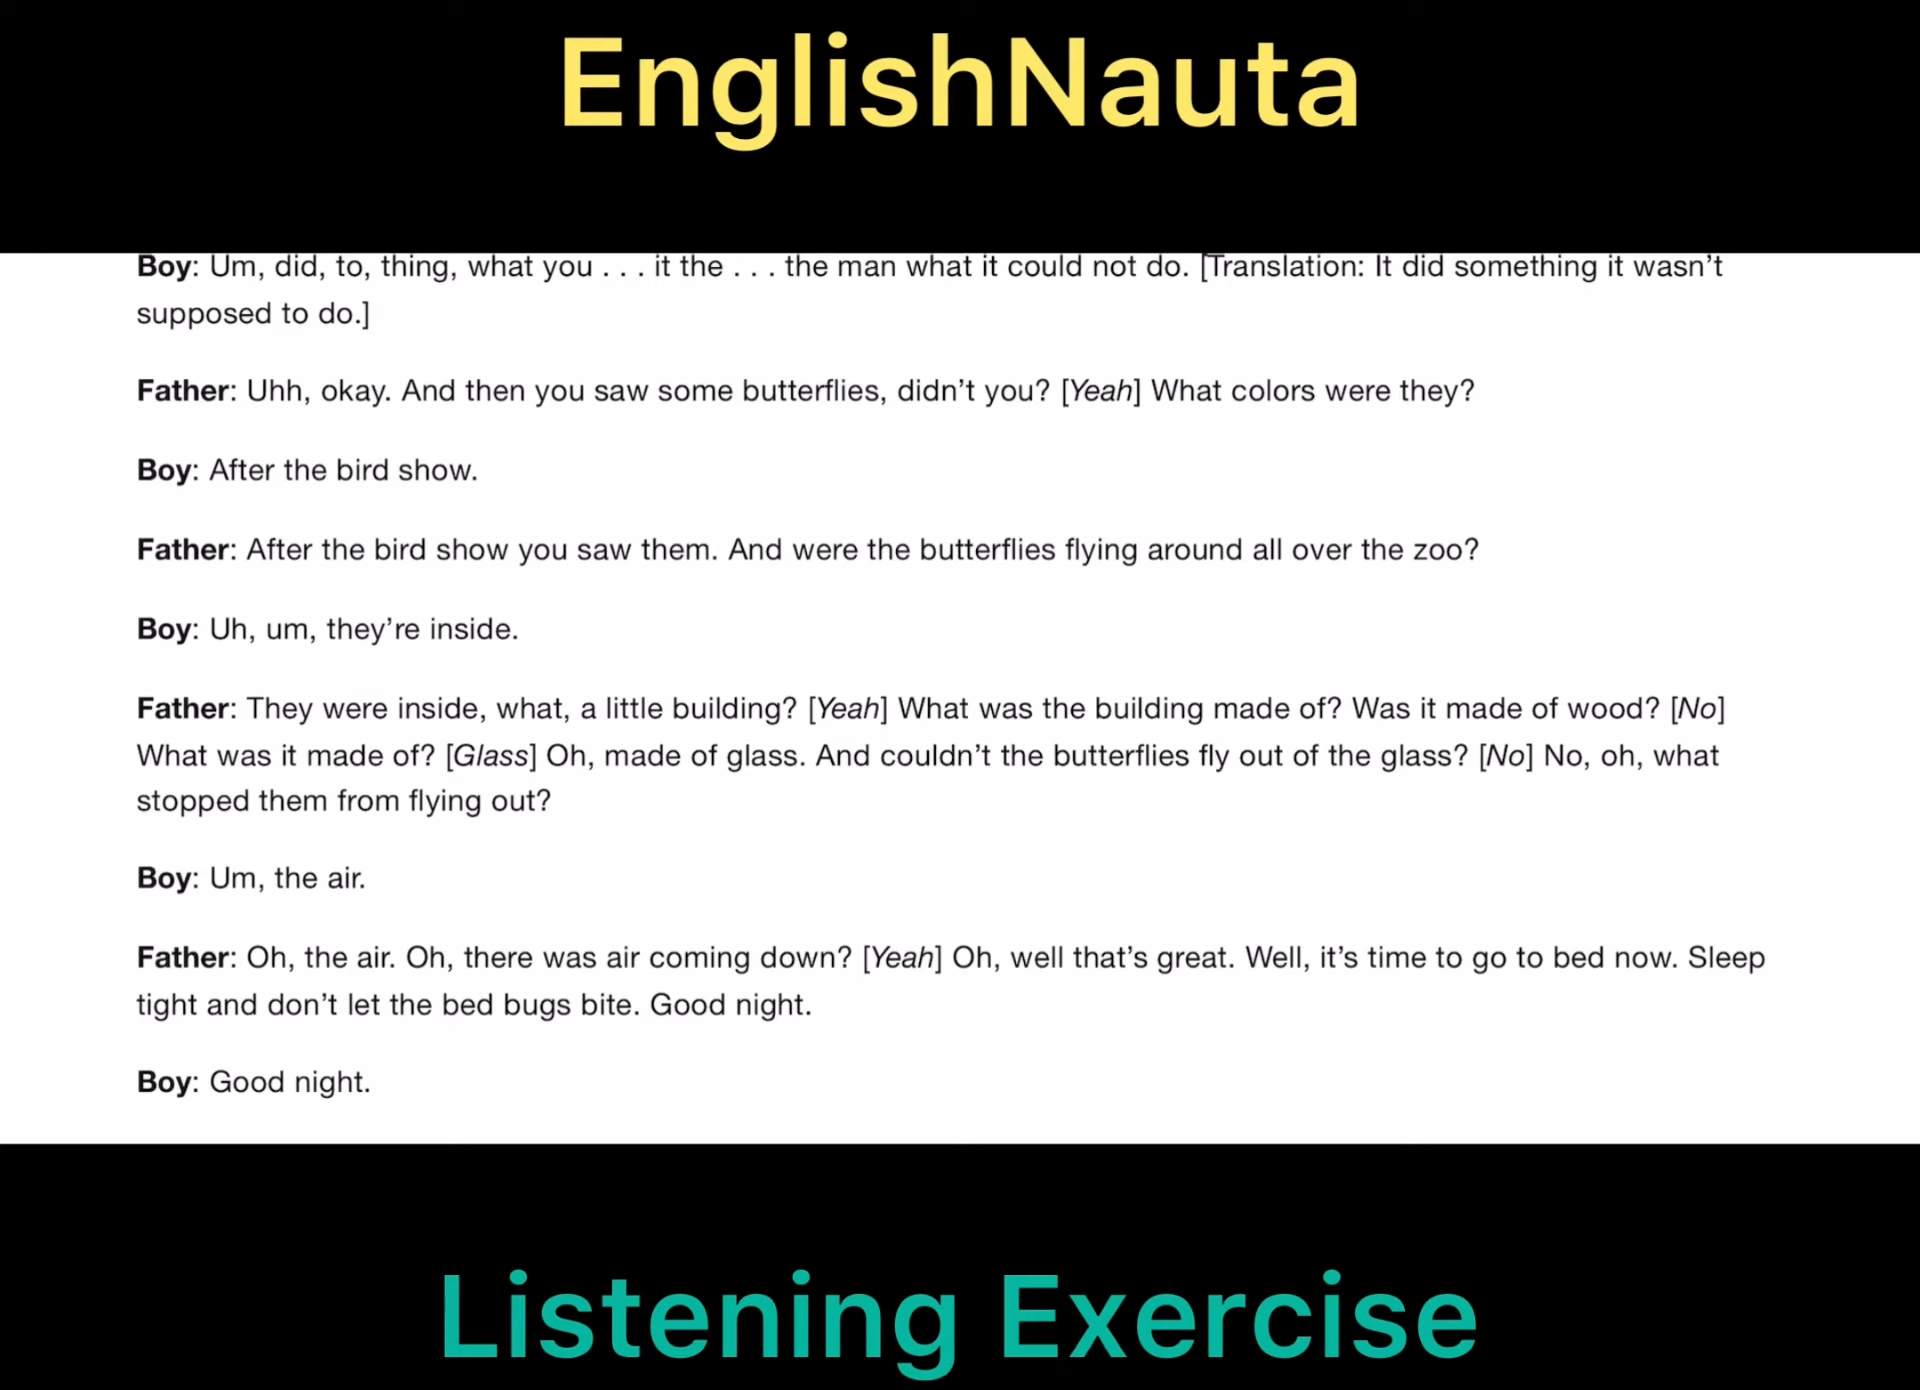 EnglishNauta
Boy: Um, did, to, thing, what you . . . it the . . . the man what it could not do. [Translation: It did something it wasn’t
supposed to do.]
Father: Uhh, okay. And then you saw some butterflies, didn’t you? [Yeah] What colors were they?
Boy: After the bird show.
Father: After the bird show you saw them. And were the butterflies flying around all over the zoo?
Boy: Uh, um, they’re inside.
Father: They were inside, what, a little building? [Yeah] What was the building made of? Was it made of wood? [No]
What was it made of? [Glass] Oh, made of glass. And couldn’t the butterflies fly out of the glass? [No] No, oh, what
stopped them from flying out?
Boy: Um, the air.
Father: Oh, the air. Oh, there was air coming down? [Yeah] Oh, well that’s great. Well, it’s time to go to bed now. Sleep
tight and don’t let the bed bugs bite. Good night.
Boy: Good night.
Listening Exercise